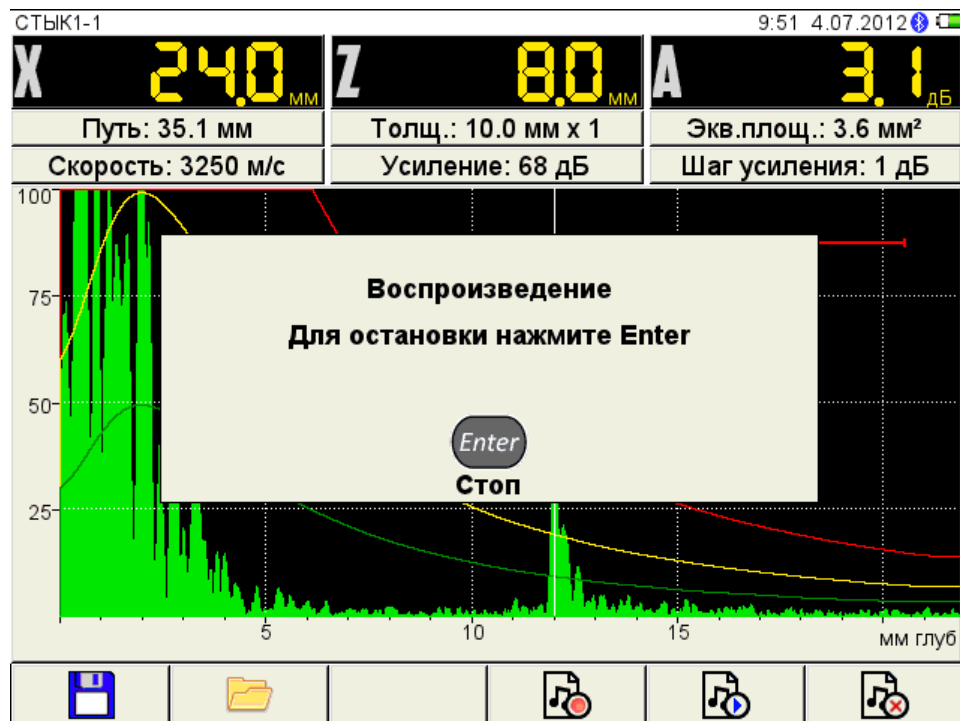 СТЫК1-1 9:51 4.07.2012
X 24.0 мм Z 8.0 мм A 3.1 дБ
Путь: 35.1 мм Толщ.: 10.0 мм x 1 Экв.площ.: 3.6 мм²
Скорость: 3250 м/с Усиление: 68 дБ Шаг усиления: 1 дБ
100
75
50
25
Воспроизведение
Для остановки нажмите Enter
Enter
Стоп
5 10 15 мм глуб